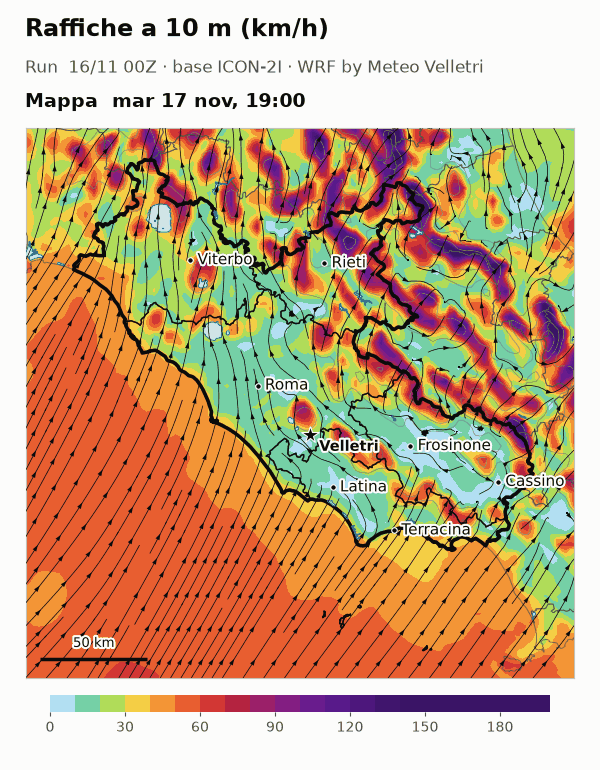 Raffiche a 10 m (km/h)
Run  16/11 00Z · base ICON-2I · WRF by Meteo Velletri
Mappa  mar 17 nov, 19:00
Viterbo
Rieti
Roma
Velletri
Frosinone
Latina
Cassino
Terracina
50 km
0 30 60 90 120 150 180